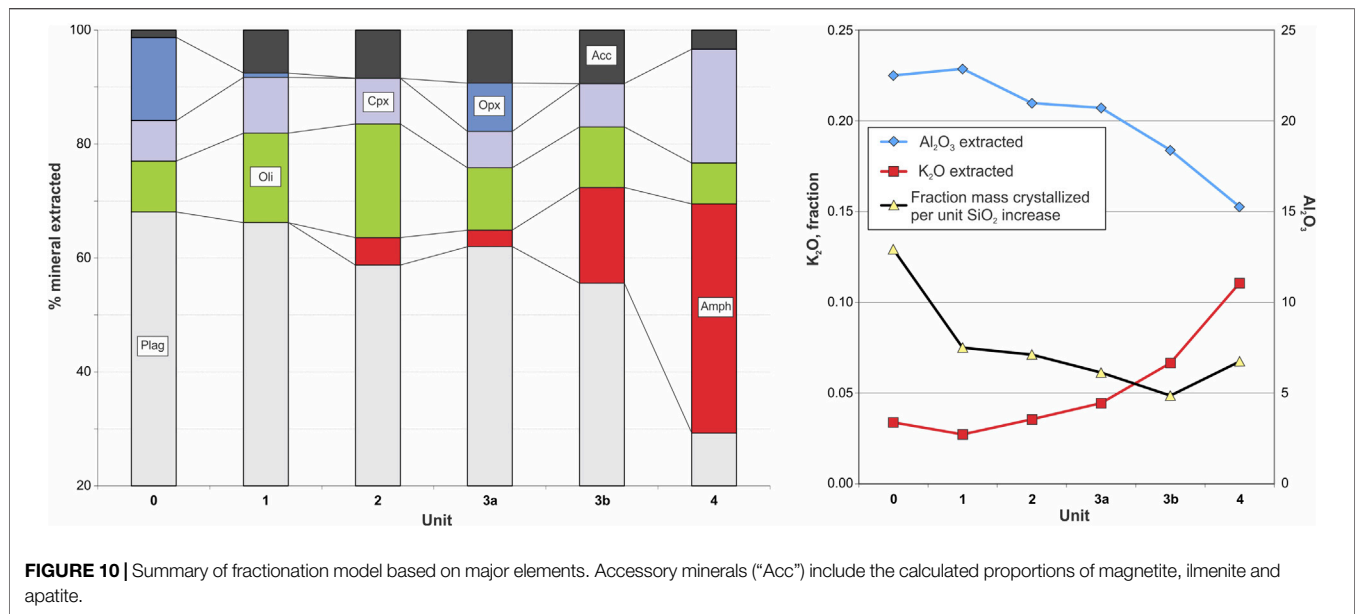 100
80
60
40
20
% mineral extracted
Acc
Cpx
Opx
Oli
Amph
Plag
0 1 2 3a 3b 4
Unit
0.25
0.20
0.15
0.10
0.05
0.00
K₂O, fraction
Al₂O₃ extracted
K₂O extracted
Fraction mass crystallized
per unit SiO₂ increase
25
20
15
10
5
0
Al₂O₃
0 1 2 3a 3b 4
Unit
FIGURE 10 | Summary of fractionation model based on major elements. Accessory minerals (“Acc”) include the calculated proportions of magnetite, ilmenite and
apatite.